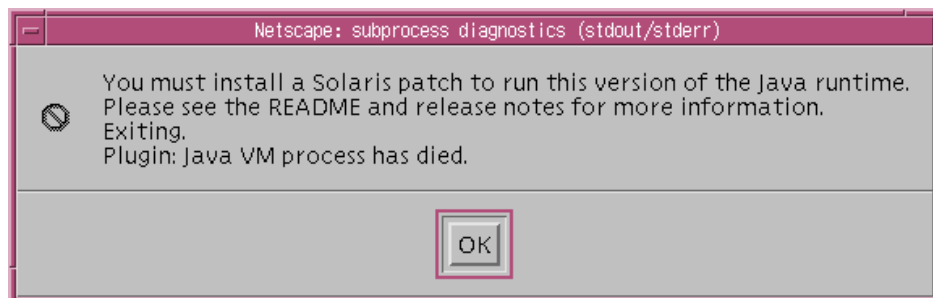 Netscape: subprocess diagnostics (stdout/stderr)
You must install a Solaris patch to run this version of the Java runtime.
Please see the README and release notes for more information.
Exiting.
Plugin: Java VM process has died.
OK